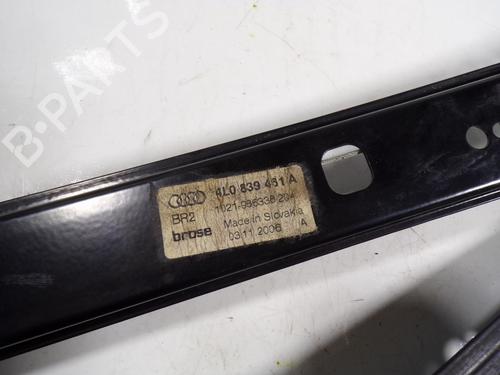 B-PARTS
4L0 839 461 A
BR2 1021-996338-204
brose Made in Slovakia
03.11.2006 A